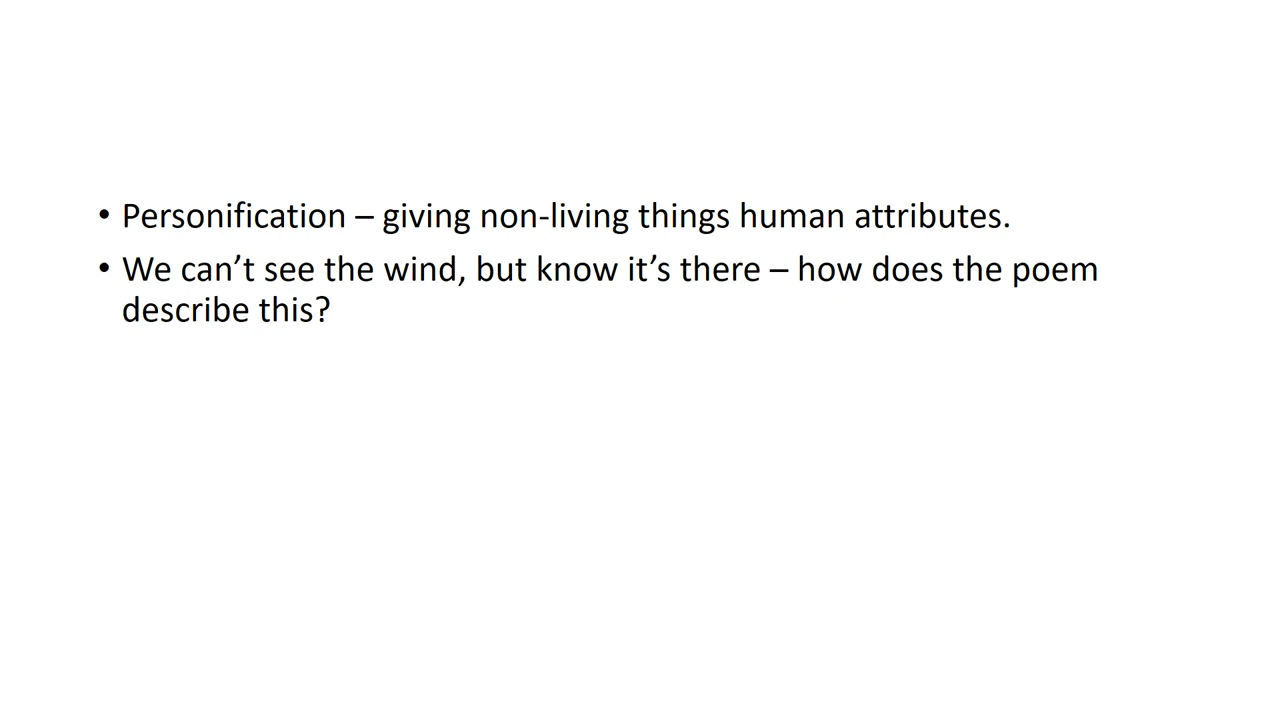 • Personification – giving non-living things human attributes.
• We can’t see the wind, but know it’s there – how does the poem
describe this?